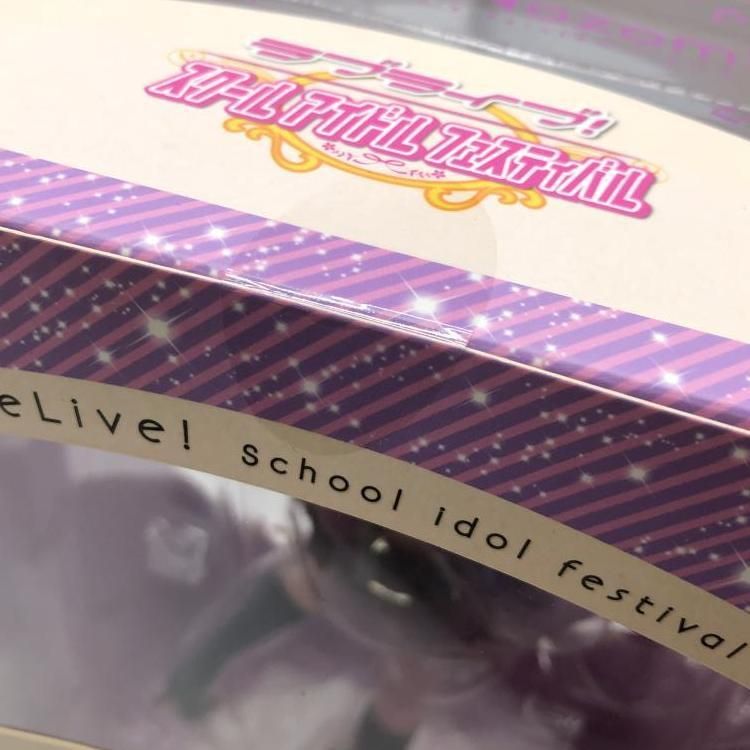 ラブライブ!
スクールアイドルフェスティバル
eLive! School idol festival